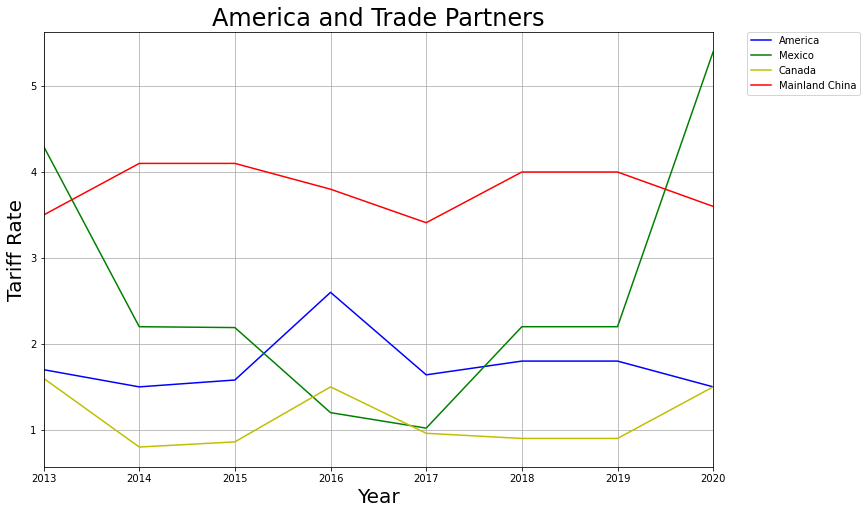 America and Trade Partners
America
Mexico
Canada
Mainland China
Tariff Rate
5
4
3
2
1
2013 2014 2015 2016 2017 2018 2019 2020
Year